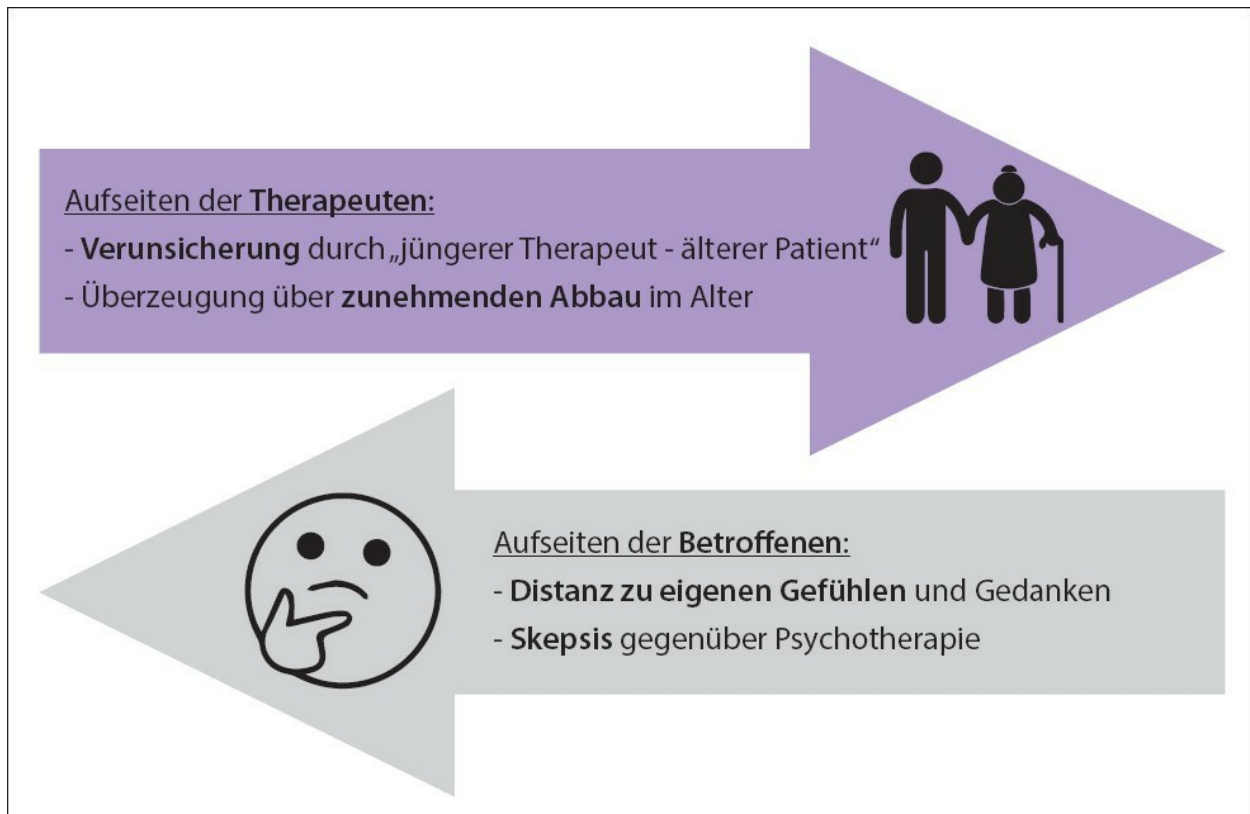 Aufseiten der Therapeuten:
- Verunsicherung durch „jüngerer Therapeut - älterer Patient“
- Überzeugung über zunehmenden Abbau im Alter
Aufseiten der Betroffenen:
- Distanz zu eigenen Gefühlen und Gedanken
- Skepsis gegenüber Psychotherapie